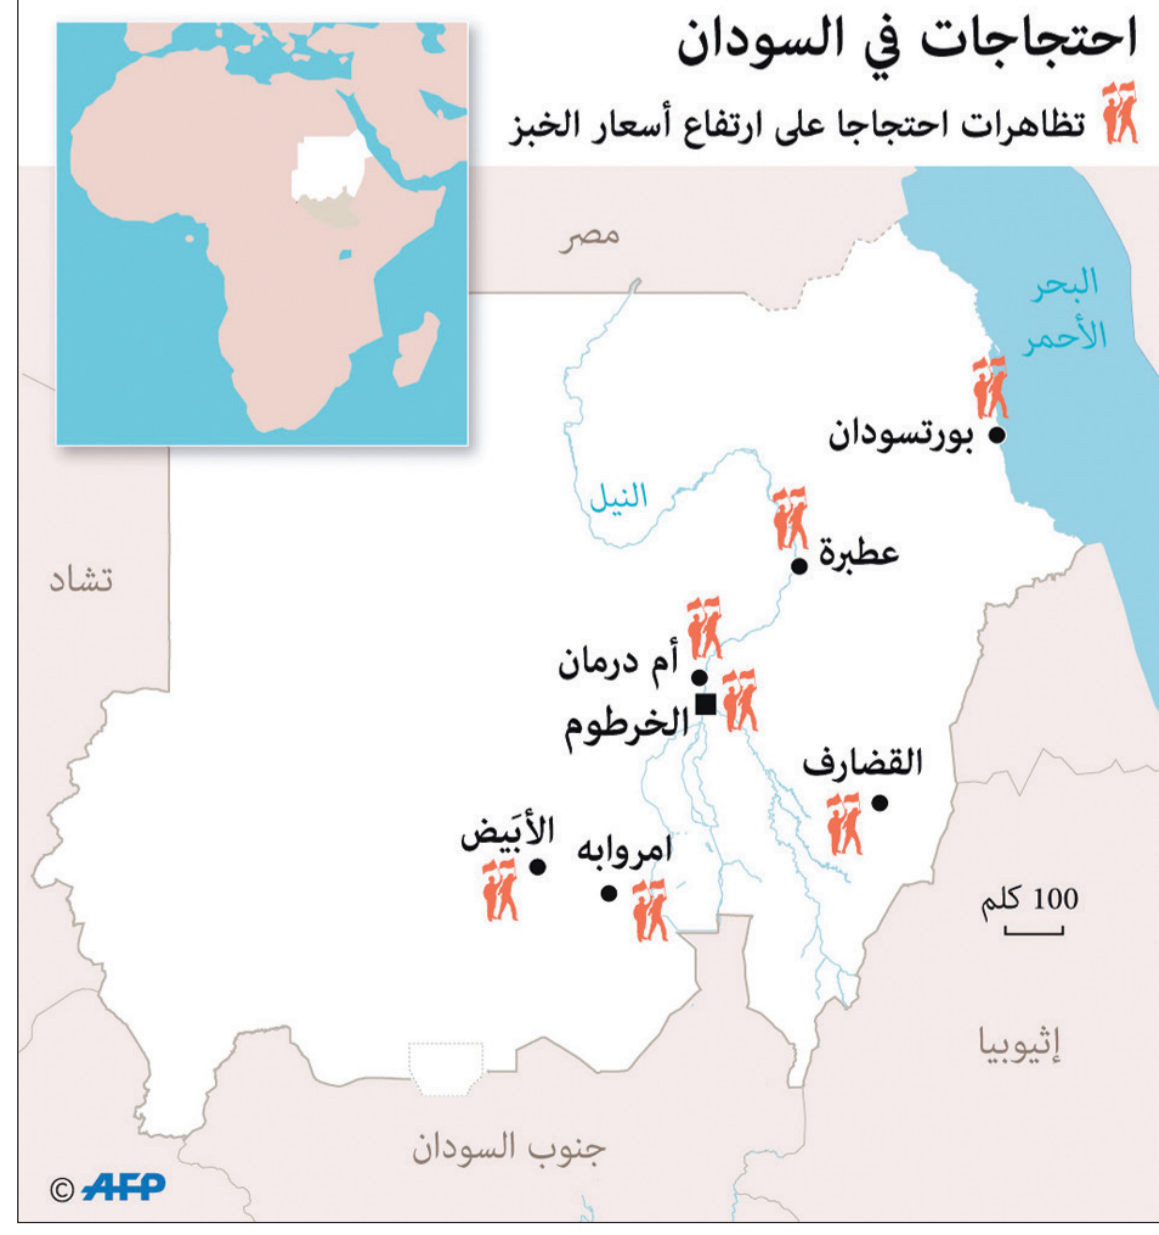 احتجاجات في السودان
تظاهرات احتجاجا على ارتفاع أسعار الخبز
مصر
البحر
الأحمر
بورتسودان
النيل
عطبرة
تشاد
أم درمان
الخرطوم
القضارف
الأبَيض
امروابه
100 كلم
إثيوبيا
جنوب السودان
© AFP